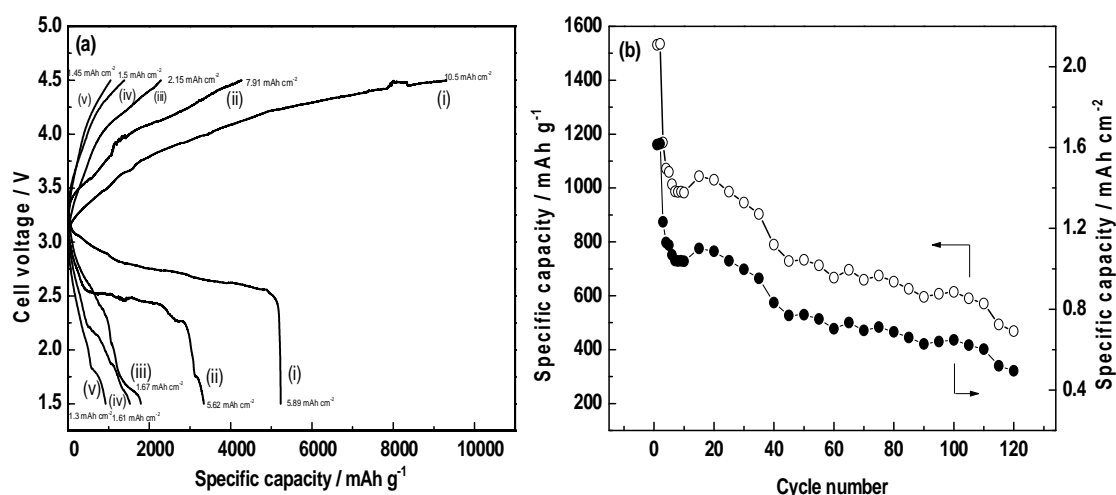 (a)
5.0
4.5
4.0
3.5
3.0
2.5
2.0
1.5
Cell voltage / V
0
2000
4000
6000
8000
10000
Specific capacity / mAh g-1
1.45 mAh cm-2
1.5 mAh cm-2
2.15 mAh cm-2
7.91 mAh cm-2
10.5 mAh cm-2
(v)
(iv)
(iii)
(ii)
(i)
(v)
(iv)
(iii)
(ii)
(i)
1.3 mAh cm-2
1.61 mAh cm-2
1.67 mAh cm-2
5.62 mAh cm-2
5.89 mAh cm-2
(b)
1600
1400
1200
1000
800
600
400
200
Specific capacity / mAh g-1
2.0
1.6
1.2
0.8
0.4
Specific capacity / mAh cm-2
0
20
40
60
80
100
120
Cycle number